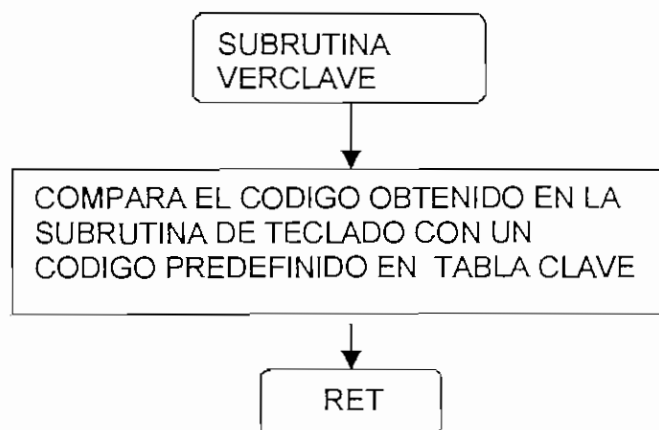 SUBRUTINA
VERCLAVE
COMPARA EL CODIGO OBTENIDO EN LA
SUBRUTINA DE TECLADO CON UN
CODIGO PREDEFINIDO EN TABLA CLAVE
RET